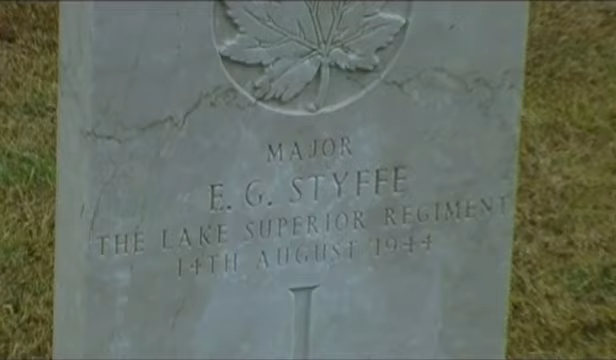 MAJOR
E. G. STYFFE
THE LAKE SUPERIOR REGIMENT
14TH AUGUST 1944